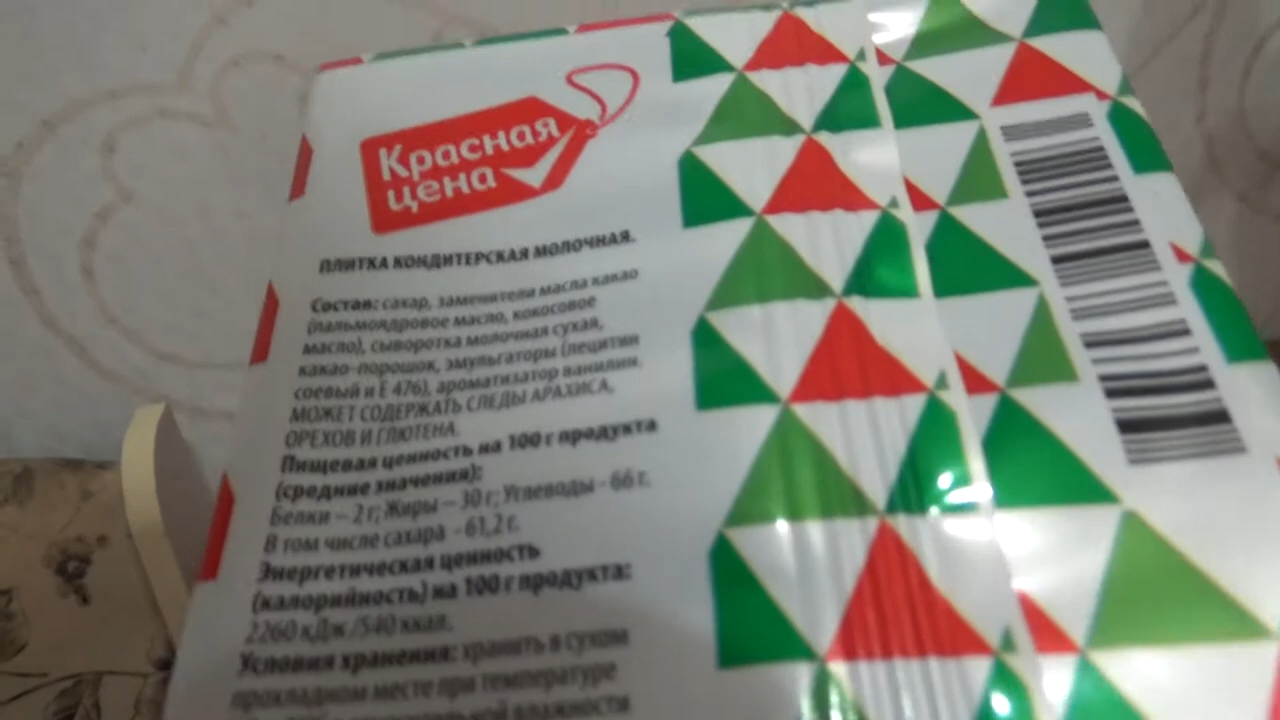 Красная
цена
ПЛИТКА КОНДИТЕРСКАЯ МОЛОЧНАЯ.
Состав: сахар, заменители масла какао
(пальмоядровое масло, кокосовое
масло), сыворотка молочная сухая,
какао-порошок, эмульгаторы (лецитин
соевый и Е 476), ароматизатор ванилин.
МОЖЕТ СОДЕРЖАТЬ СЛЕДЫ АРАХИСА,
ОРЕХОВ И ГЛЮТЕНА.
Пищевая ценность на 100 г продукта
(средние значения):
Белки – 2 г; Жиры – 30 г; Углеводы - 66 г.
В том числе сахара - 61,2 г.
Энергетическая ценность
(калорийность) на 100 г продукта:
2260 кДж /540 ккал.
Условия хранения: хранить в сухом
прохладном месте при температуре
относительной влажности